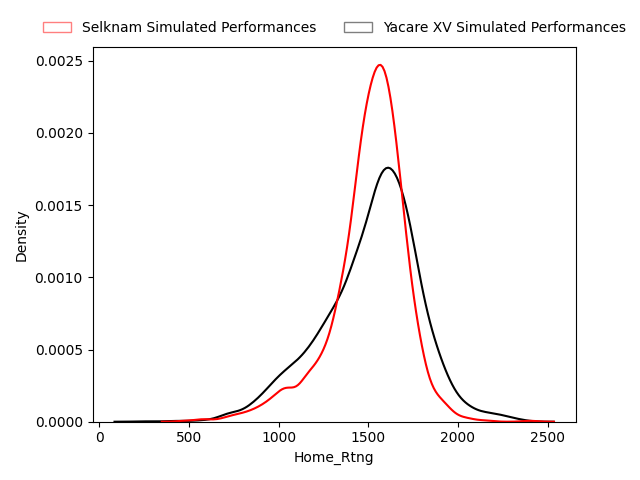 Selknam Simulated Performances Yacare XV Simulated Performances
0.0025
0.0020
0.0015
0.0010
0.0005
0.0000
Density
0 500 1000 1500 2000 2500
Home_Rtng